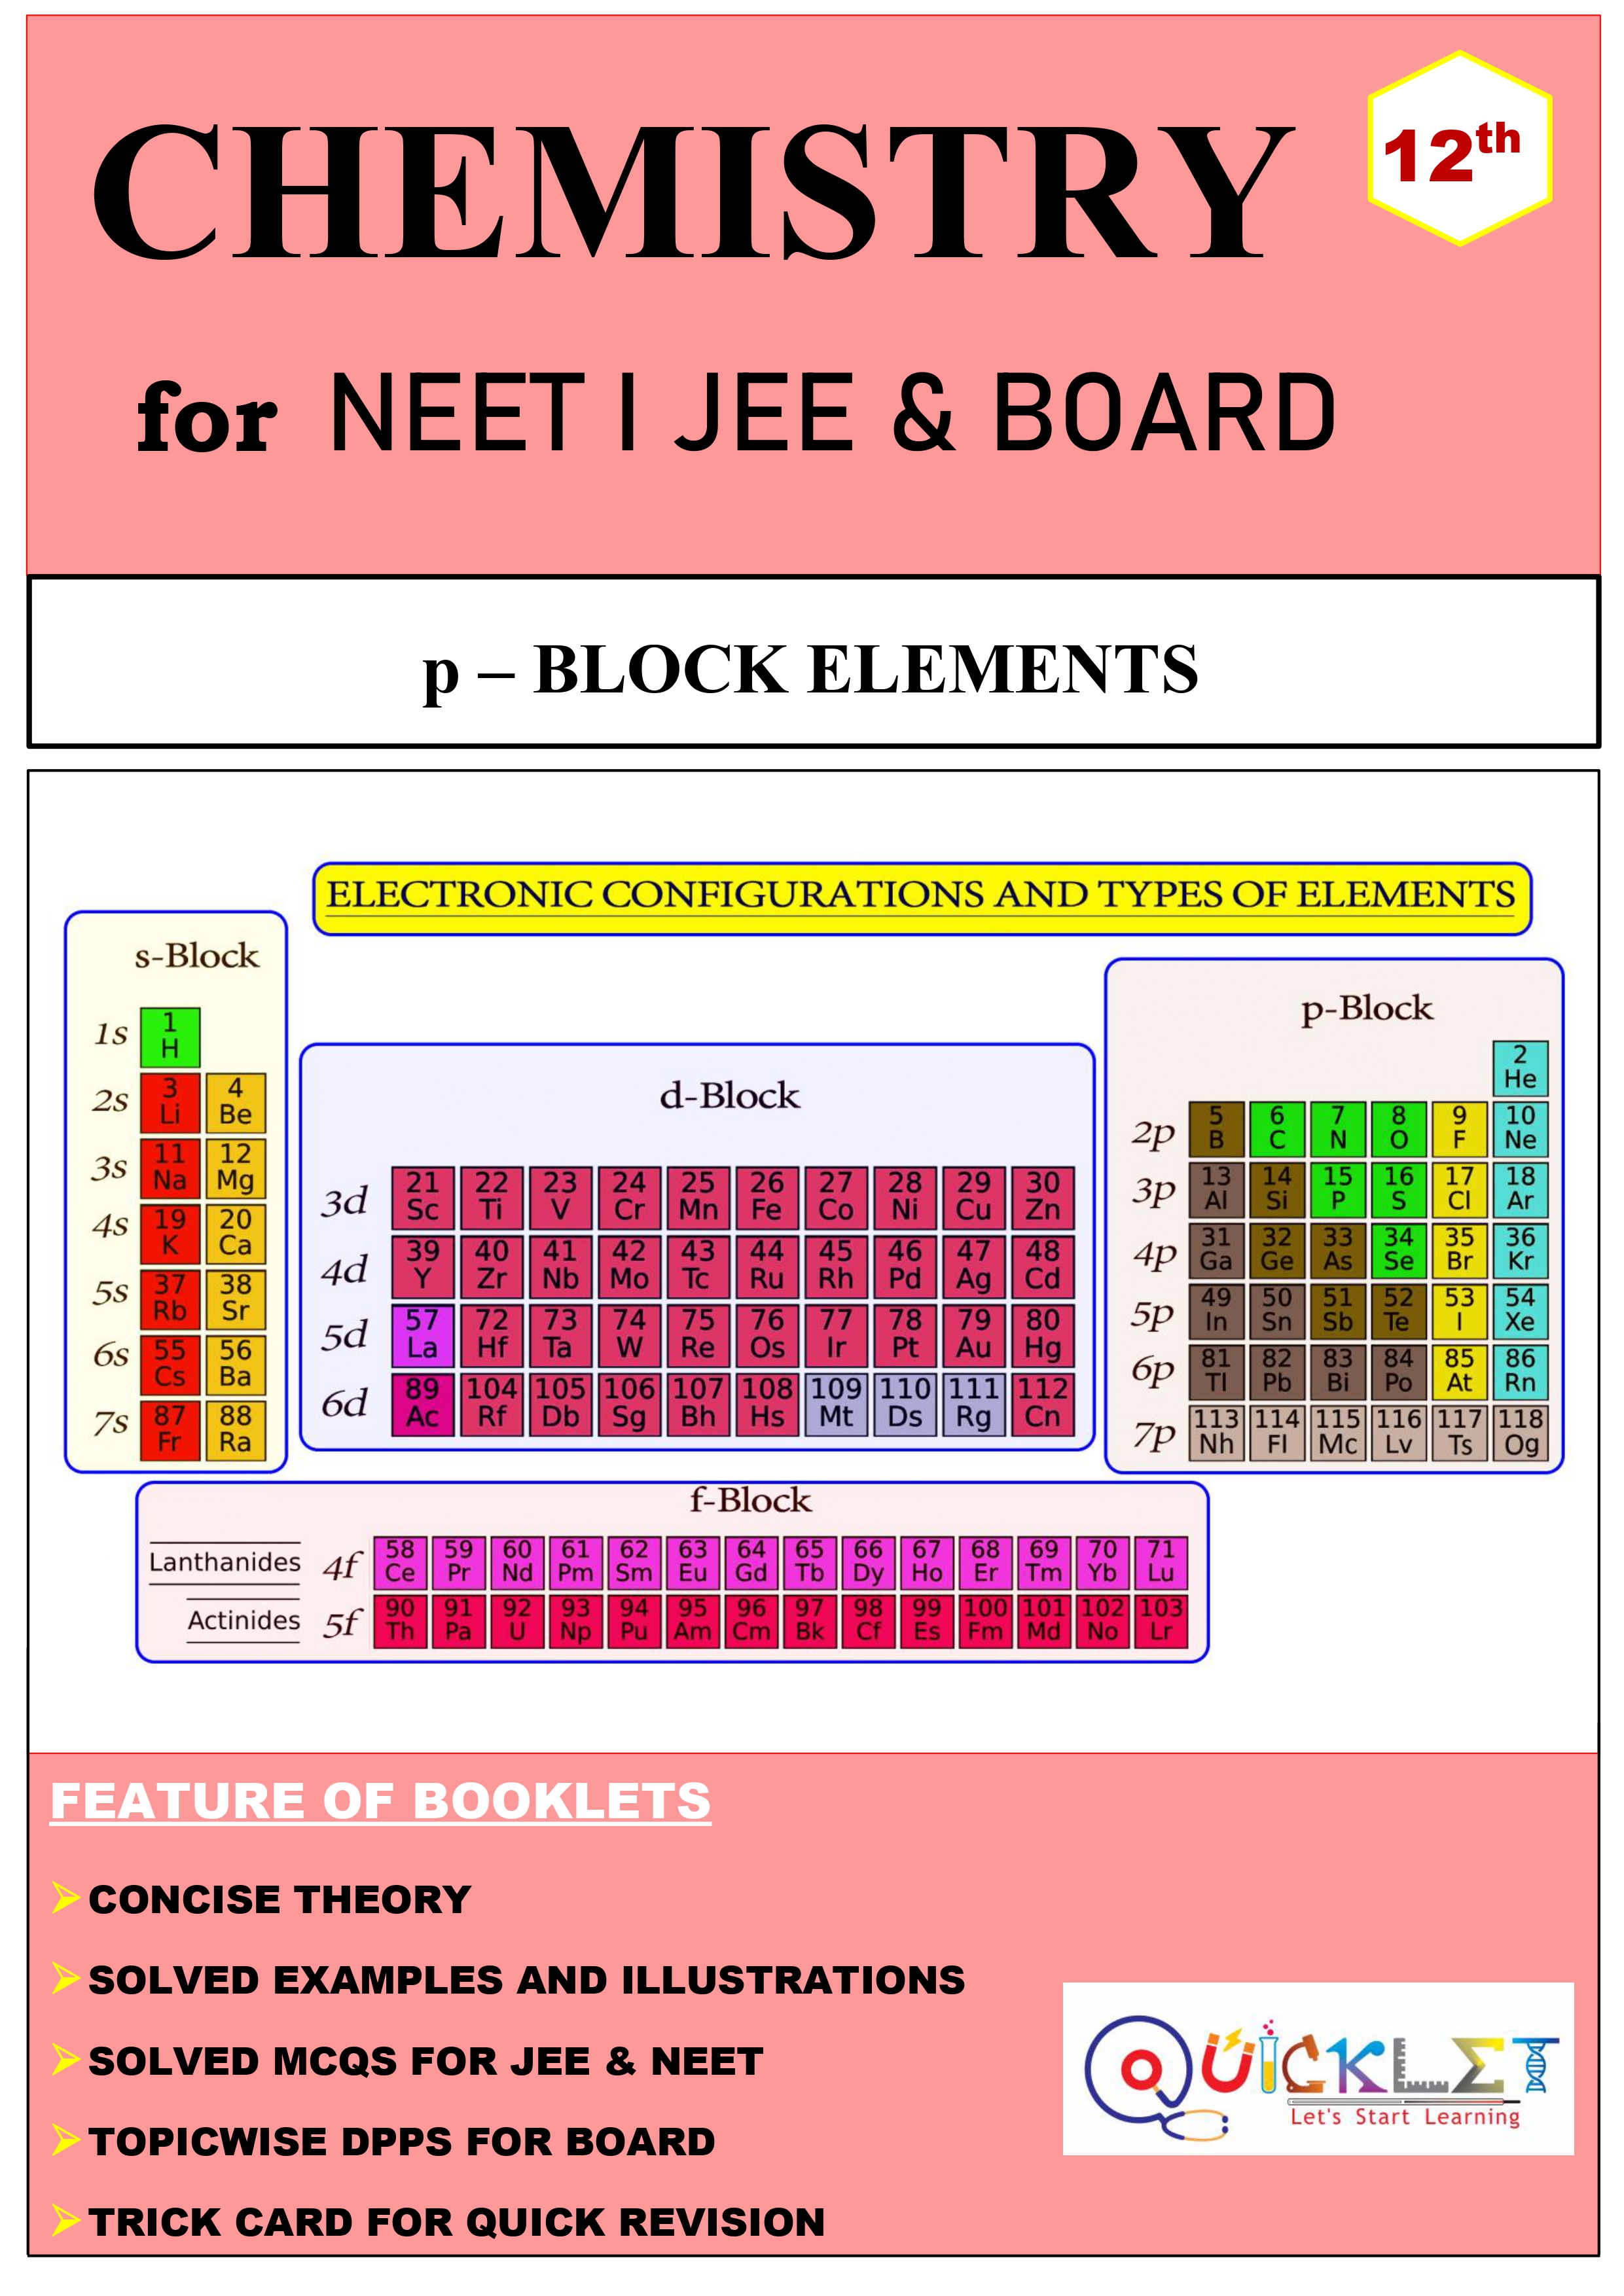 CHEMISTRY
12th
for NEET I JEE & BOARD
p – BLOCK ELEMENTS
ELECTRONIC CONFIGURATIONS AND TYPES OF ELEMENTS
s-Block
1s 1 H
2s 3 Li 4 Be
3s 11 Na 12 Mg
4s 19 K 20 Ca
5s 37 Rb 38 Sr
6s 55 Cs 56 Ba
7s 87 Fr 88 Ra
d-Block
3d 21 Sc 22 Ti 23 V 24 Cr 25 Mn 26 Fe 27 Co 28 Ni 29 Cu 30 Zn
4d 39 Y 40 Zr 41 Nb 42 Mo 43 Tc 44 Ru 45 Rh 46 Pd 47 Ag 48 Cd
5d 57 La 72 Hf 73 Ta 74 W 75 Re 76 Os 77 Ir 78 Pt 79 Au 80 Hg
6d 89 Ac 104 Rf 105 Db 106 Sg 107 Bh 108 Hs 109 Mt 110 Ds 111 Rg 112 Cn
p-Block
2 He
2p 5 B 6 C 7 N 8 O 9 F 10 Ne
3p 13 Al 14 Si 15 P 16 S 17 Cl 18 Ar
4p 31 Ga 32 Ge 33 As 34 Se 35 Br 36 Kr
5p 49 In 50 Sn 51 Sb 52 Te 53 I 54 Xe
6p 81 Tl 82 Pb 83 Bi 84 Po 85 At 86 Rn
7p 113 Nh 114 Fl 115 Mc 116 Lv 117 Ts 118 Og
f-Block
Lanthanides 4f 58 Ce 59 Pr 60 Nd 61 Pm 62 Sm 63 Eu 64 Gd 65 Tb 66 Dy 67 Ho 68 Er 69 Tm 70 Yb 71 Lu
Actinides 5f 90 Th 91 Pa 92 U 93 Np 94 Pu 95 Am 96 Cm 97 Bk 98 Cf 99 Es 100 Fm 101 Md 102 No 103 Lr
FEATURE OF BOOKLETS
CONCISE THEORY
SOLVED EXAMPLES AND ILLUSTRATIONS
SOLVED MCQS FOR JEE & NEET
TOPICWISE DPPS FOR BOARD
TRICK CARD FOR QUICK REVISION
QUICKLET
Let's Start Learning